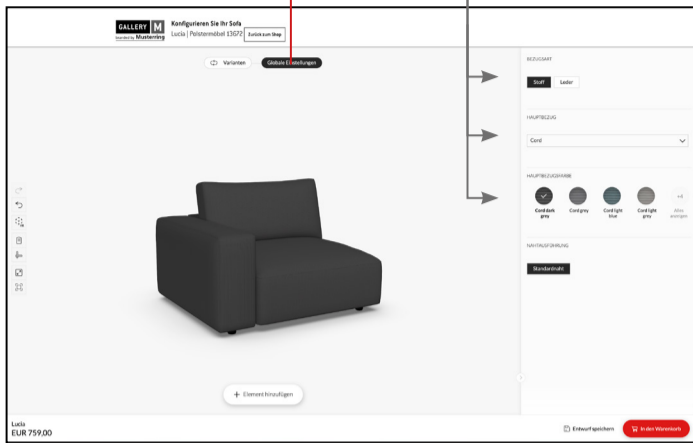 GALLERY M
branded by Musterring
Konfigurieren Sie Ihr Sofa
Lucia | Polstermöbel 13672
Zurück zum Shop
Varianten
Globale Einstellungen
BEZUGSART
Stoff
Leder
HAUPTBEZUG
Cord
HAUPTBEZUGFARBE
+4
Cord dark grey
Cord grey
Cord light blue
Cord light grey
Alles anzeigen
NAHTAUSFÜHRUNG
Standardnaht
+ Element hinzufügen
Lucia
EUR 759,00
Entwurf speichern
In den Warenkorb